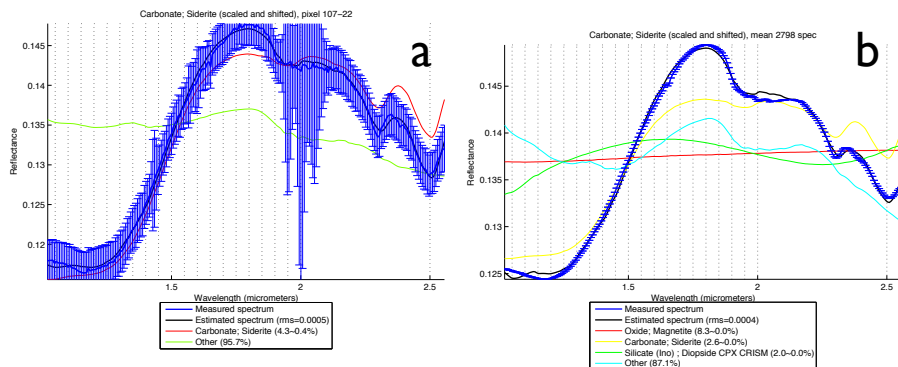 Carbonate; Siderite (scaled and shifted), pixel 107-22
a
0.145
0.14
0.135
0.13
0.125
0.12
Reflectance
1.5
2
2.5
Wavelength (micrometers)
Measured spectrum
Estimated spectrum (rms=0.0005)
Carbonate; Siderite (4.3~0.4%)
Other (95.7%)
Carbonate; Siderite (scaled and shifted), mean 2798 spec
b
0.145
0.14
0.135
0.13
0.125
Reflectance
1.5
2
2.5
Wavelength (micrometers)
Measured spectrum
Estimated spectrum (rms=0.0004)
Oxide; Magnetite (8.3~0.0%)
Carbonate; Siderite (2.6~0.0%)
Silicate (Ino) ; Diopside CPX CRISM (2.0~0.0%)
Other (87.1%)